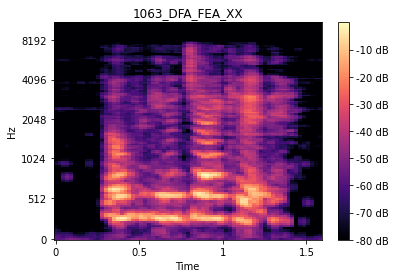 1063_DFA_FEA_XX
8192
4096
2048
1024
512
0
Hz
0
0.5
1
1.5
Time
-10 dB
-20 dB
-30 dB
-40 dB
-50 dB
-60 dB
-70 dB
-80 dB